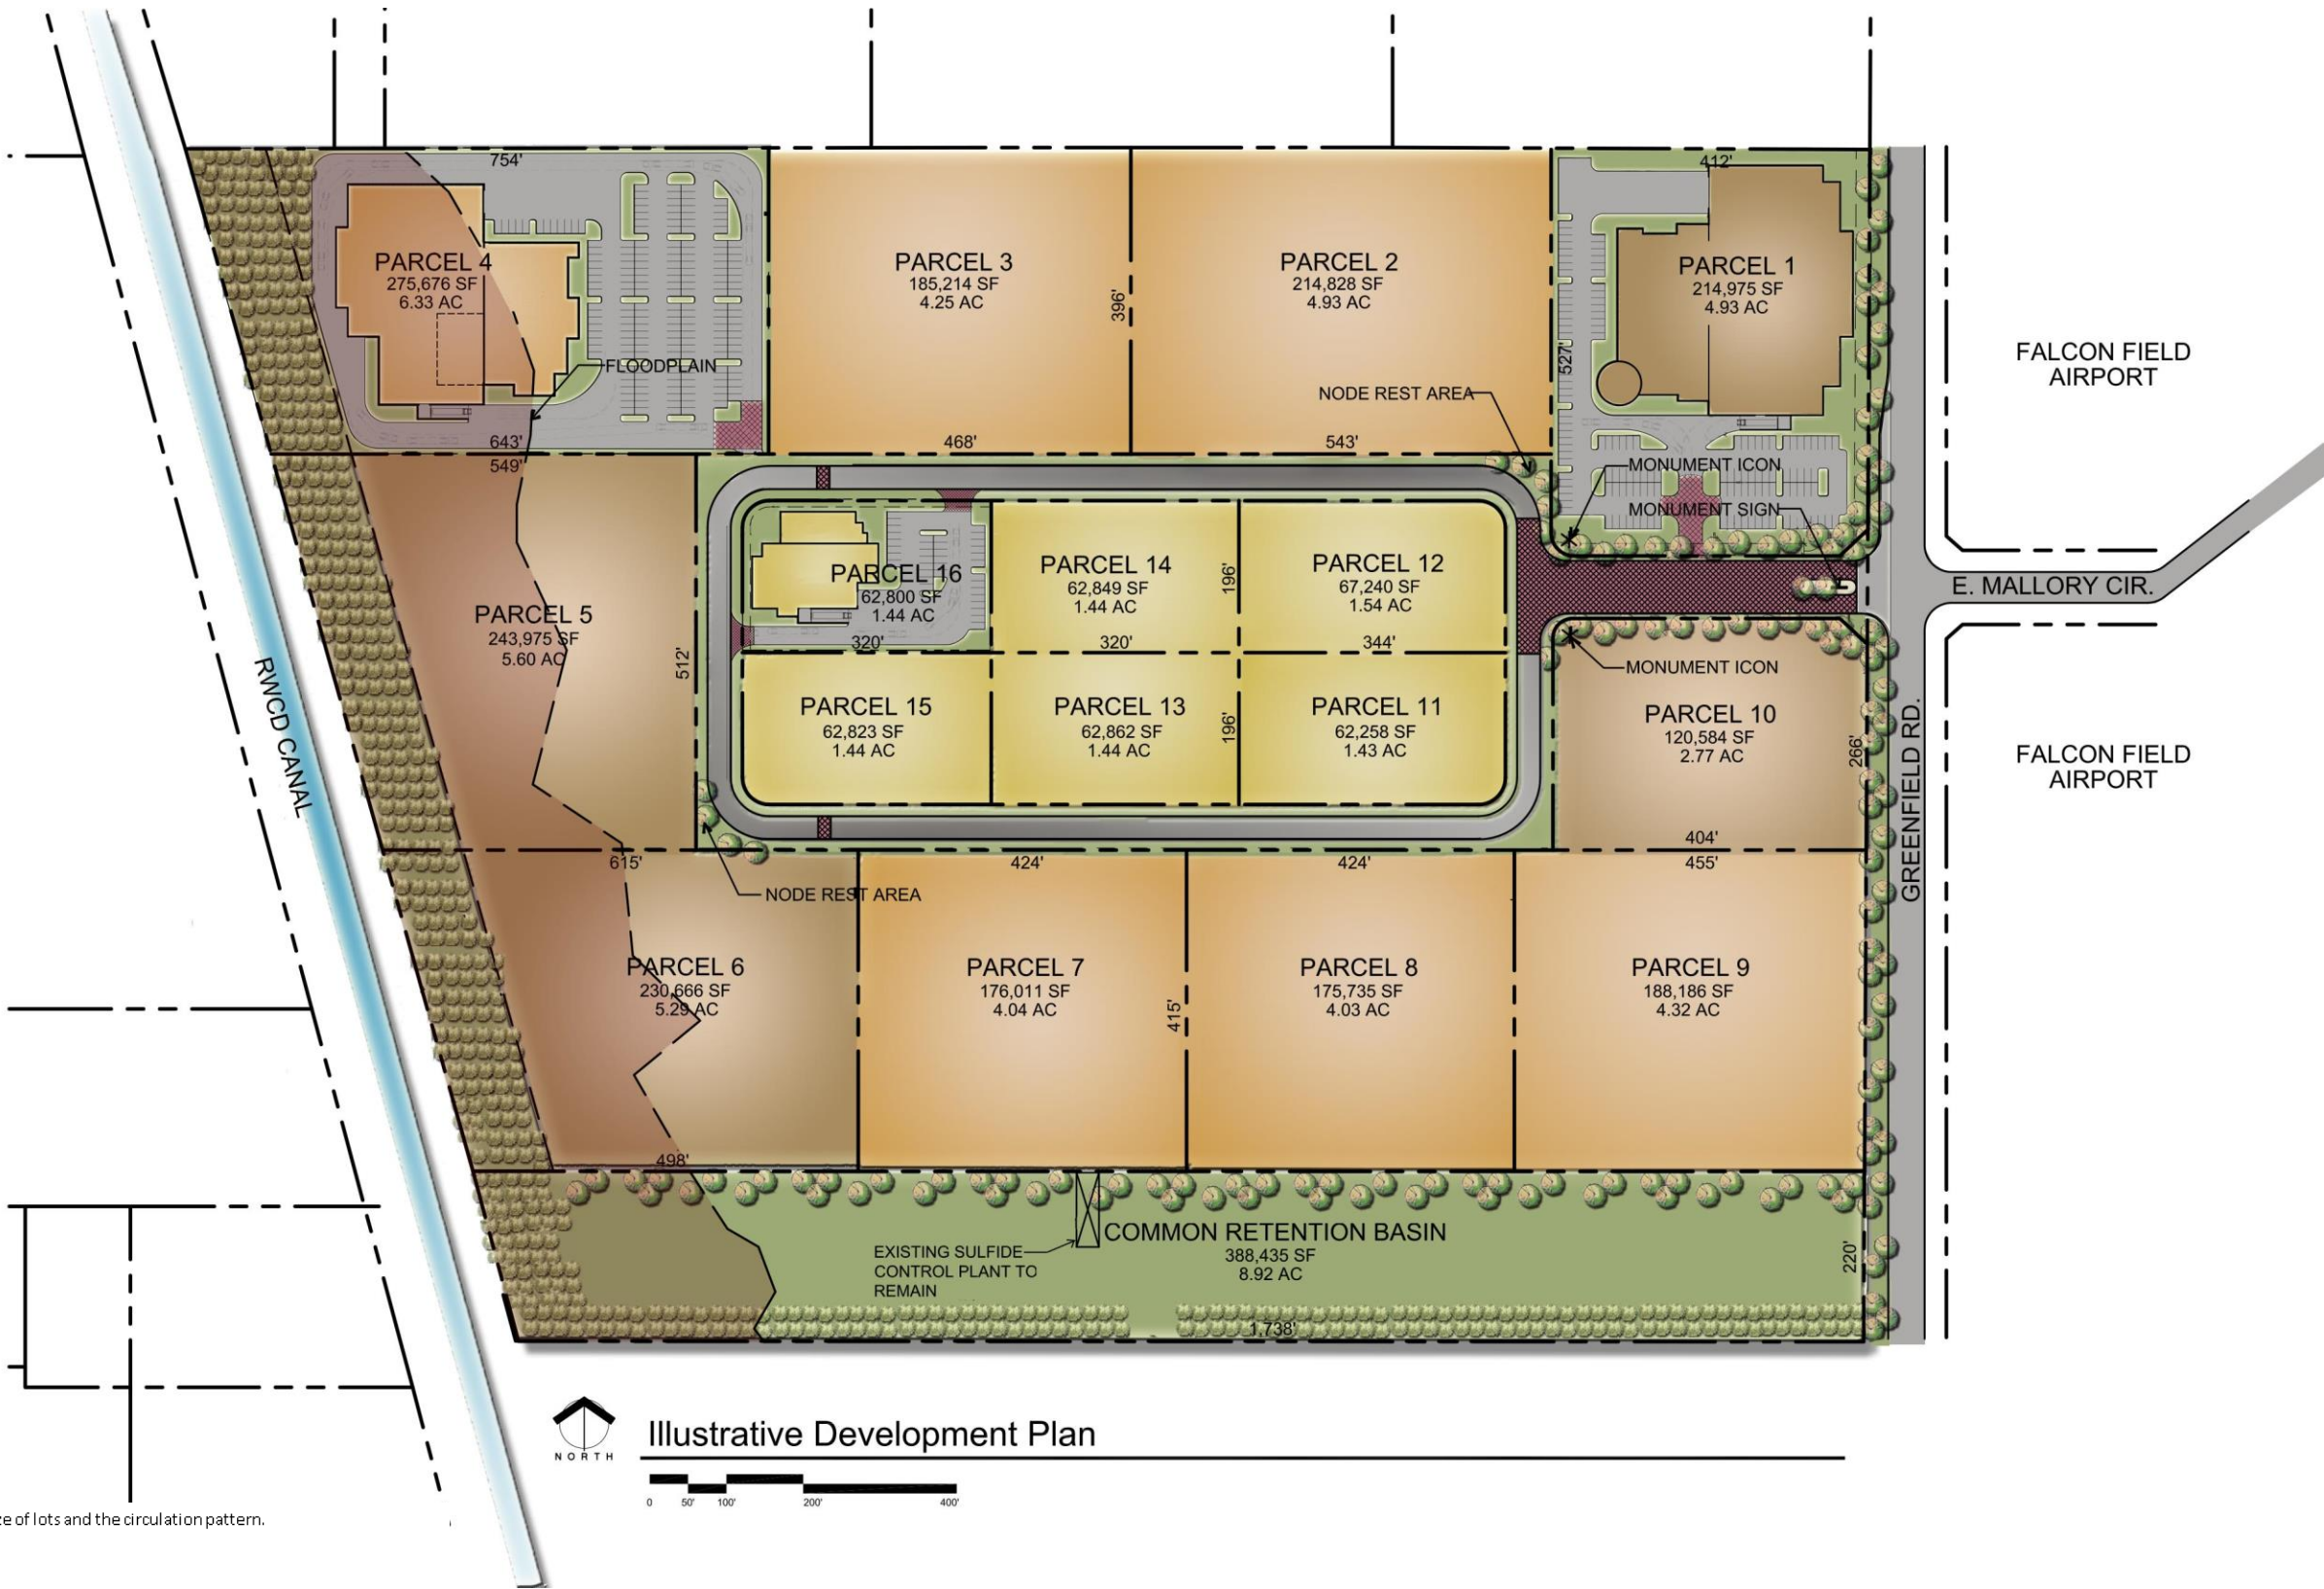 754'
412'
PARCEL 4
275,676 SF
6.33 AC
PARCEL 3
185,214 SF
4.25 AC
396'
PARCEL 2
214,828 SF
4.93 AC
PARCEL 1
214,975 SF
4.93 AC
527'
FALCON FIELD
AIRPORT
FLOODPLAIN
NODE REST AREA
643'
468'
543'
549'
MONUMENT ICON
MONUMENT SIGN
PARCEL 16
62,800 SF
1.44 AC
PARCEL 14
62,849 SF
1.44 AC
196'
PARCEL 12
67,240 SF
1.54 AC
E. MALLORY CIR.
PARCEL 5
243,975 SF
5.60 AC
512'
320'
320'
344'
MONUMENT ICON
RWCD CANAL
PARCEL 15
62,823 SF
1.44 AC
PARCEL 13
62,862 SF
1.44 AC
196'
PARCEL 11
62,258 SF
1.43 AC
PARCEL 10
120,584 SF
2.77 AC
266'
GREENFIELD RD.
FALCON FIELD
AIRPORT
404'
615'
424'
424'
455'
NODE REST AREA
PARCEL 6
230,666 SF
5.29 AC
PARCEL 7
176,011 SF
4.04 AC
415'
PARCEL 8
175,735 SF
4.03 AC
PARCEL 9
188,186 SF
4.32 AC
498'
COMMON RETENTION BASIN
388,435 SF
8.92 AC
EXISTING SULFIDE
CONTROL PLANT TO
REMAIN
220'
1,738'
NORTH
Illustrative Development Plan
0 50' 100' 200' 400'
of lots and the circulation pattern.